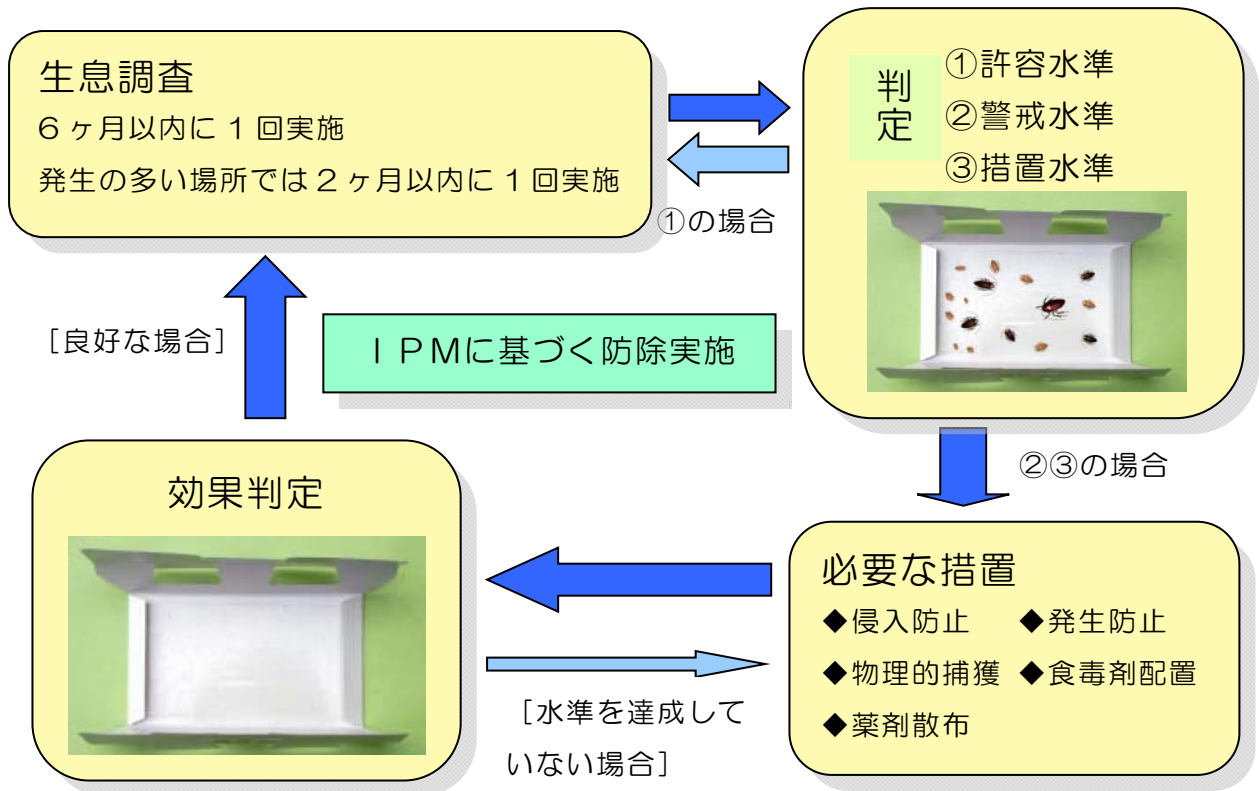 生息調査
6ヶ月以内に1回実施
発生の多い場所では2ヶ月以内に1回実施
判定
①許容水準
②警戒水準
③措置水準
①の場合
[良好な場合]
IPMに基づく防除実施
②③の場合
効果判定
必要な措置
◆侵入防止 ◆発生防止
◆物理的捕獲 ◆食毒剤配置
◆薬剤散布
[水準を達成して
いない場合]